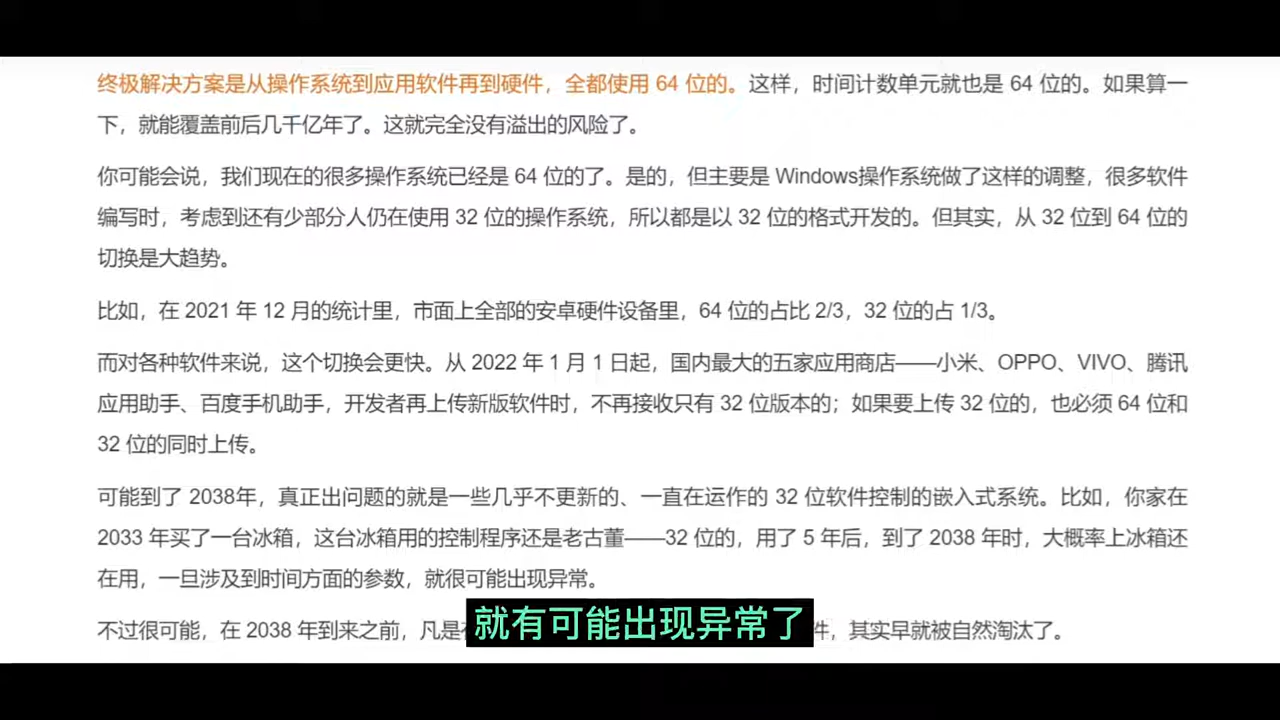 终极解决方案是从操作系统到应用软件再到硬件，全都使用 64 位的。这样，时间计数单元就也是 64 位的。如果算一
下，就能覆盖前后几千亿年了。这就完全没有溢出的风险了。
你可能会说，我们现在的很多操作系统已经是 64 位的了。是的，但主要是 Windows操作系统做了这样的调整，很多软件
编写时，考虑到还有少部分人仍在使用 32 位的操作系统，所以都是以 32 位的格式开发的。但其实，从 32 位到 64 位的
切换是大趋势。
比如，在 2021 年 12 月的统计里，市面上全部的安卓硬件设备里，64 位的占比 2/3，32 位的占 1/3。
而对各种软件来说，这个切换会更快。从 2022 年 1 月 1 日起，国内最大的五家应用商店——小米、OPPO、VIVO、腾讯
应用助手、百度手机助手，开发者再上传新版软件时，不再接收只有 32 位版本的；如果要上传 32 位的，也必须 64 位和
32 位的同时上传。
可能到了 2038年，真正出问题的就是一些几乎不更新的、一直在运作的 32 位软件控制的嵌入式系统。比如，你家在
2033 年买了一台冰箱，这台冰箱用的控制程序还是老古董——32 位的，用了 5 年后，到了 2038 年时，大概率上冰箱还
在用，一旦涉及到时间方面的参数，就很可能出现异常。
不过很可能，在 2038 年到来之前，凡是 件，其实早就被自然淘汰了。
就有可能出现异常了